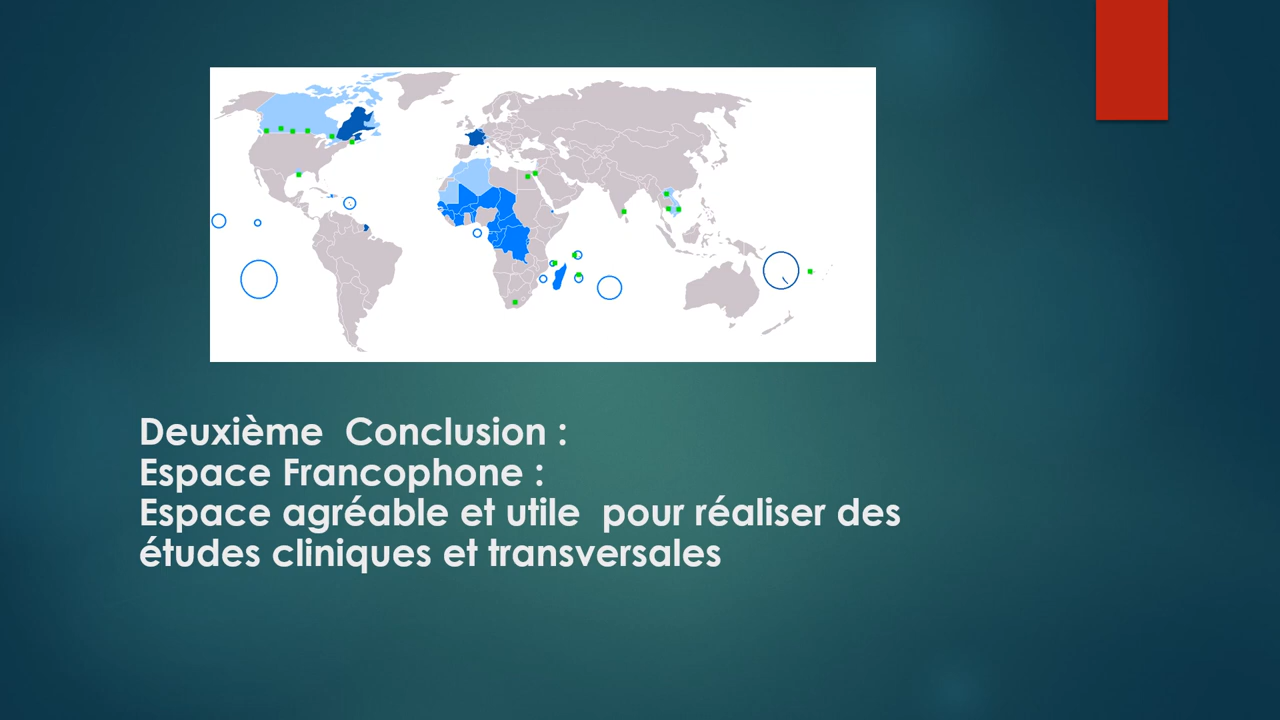 Deuxième  Conclusion :
Espace Francophone :
Espace agréable et utile  pour réaliser des
études cliniques et transversales